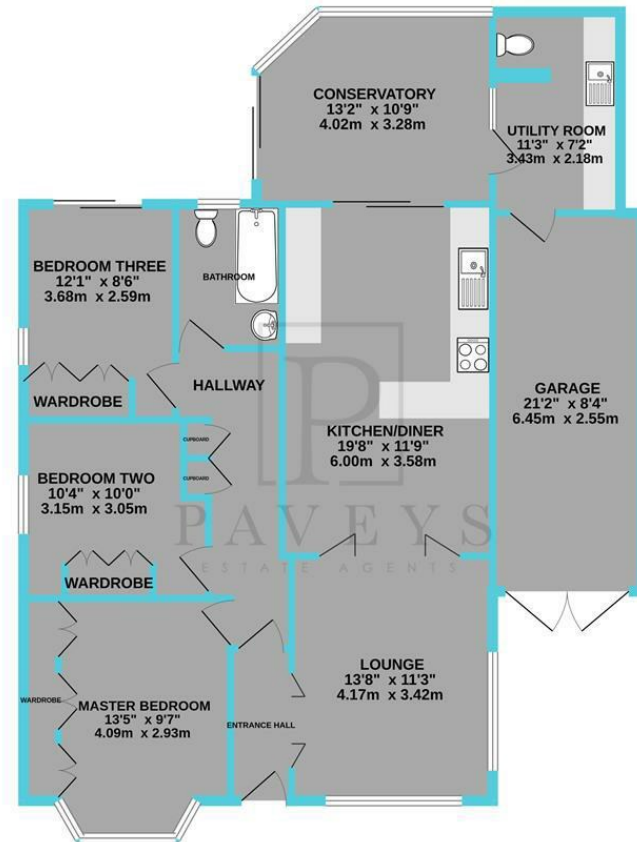 CONSERVATORY
13'2" x 10'9"
4.02m x 3.28m
UTILITY ROOM
11'3" x 7'2"
3.43m x 2.18m
BEDROOM THREE
12'1" x 8'6"
3.68m x 2.59m
BATHROOM
WARDROBE
HALLWAY
GARAGE
21'2" x 8'4"
6.45m x 2.55m
KITCHEN/DINER
19'8" x 11'9"
6.00m x 3.58m
CUPBOARD
CUPBOARD
BEDROOM TWO
10'4" x 10'0"
3.15m x 3.05m
P
PAVEYS
ESTATE AGENTS
WARDROBE
LOUNGE
13'8" x 11'3"
4.17m x 3.42m
WARDROBE
MASTER BEDROOM
13'5" x 9'7"
4.09m x 2.93m
ENTRANCE HALL